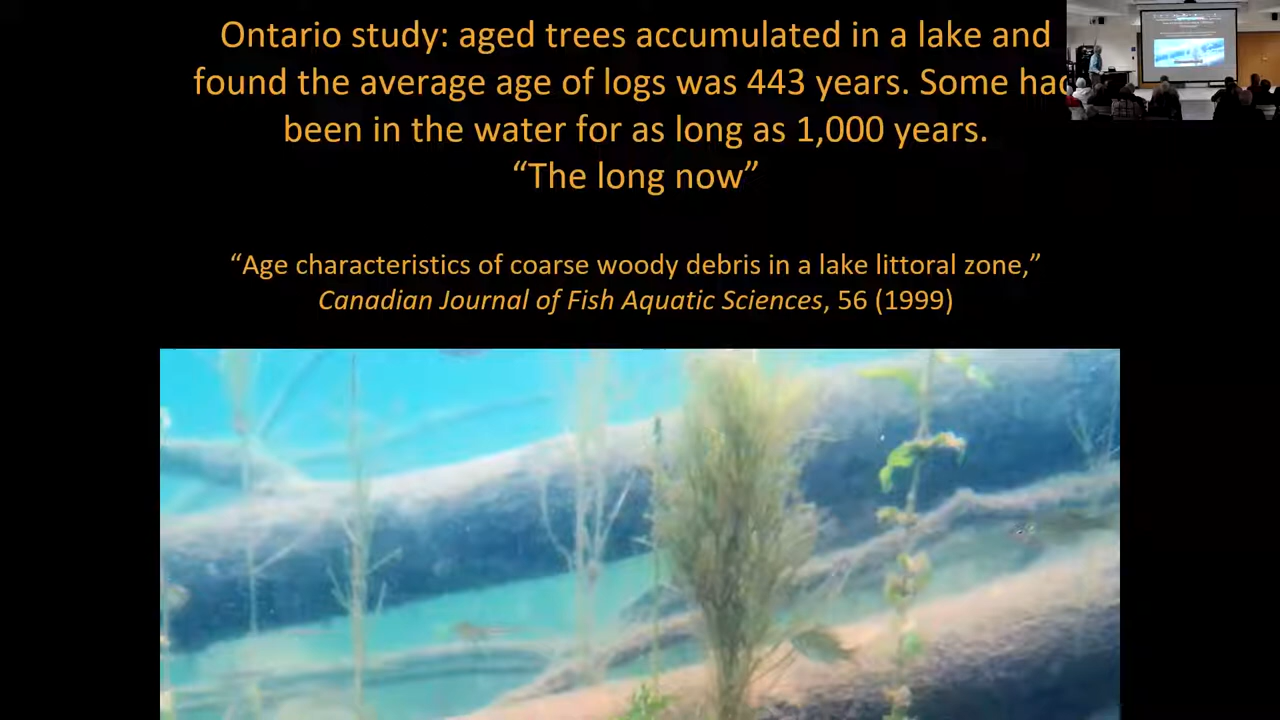 Ontario study: aged trees accumulated in a lake and
found the average age of logs was 443 years. Some had
been in the water for as long as 1,000 years.
“The long now”
“Age characteristics of coarse woody debris in a lake littoral zone,”
Canadian Journal of Fish Aquatic Sciences, 56 (1999)